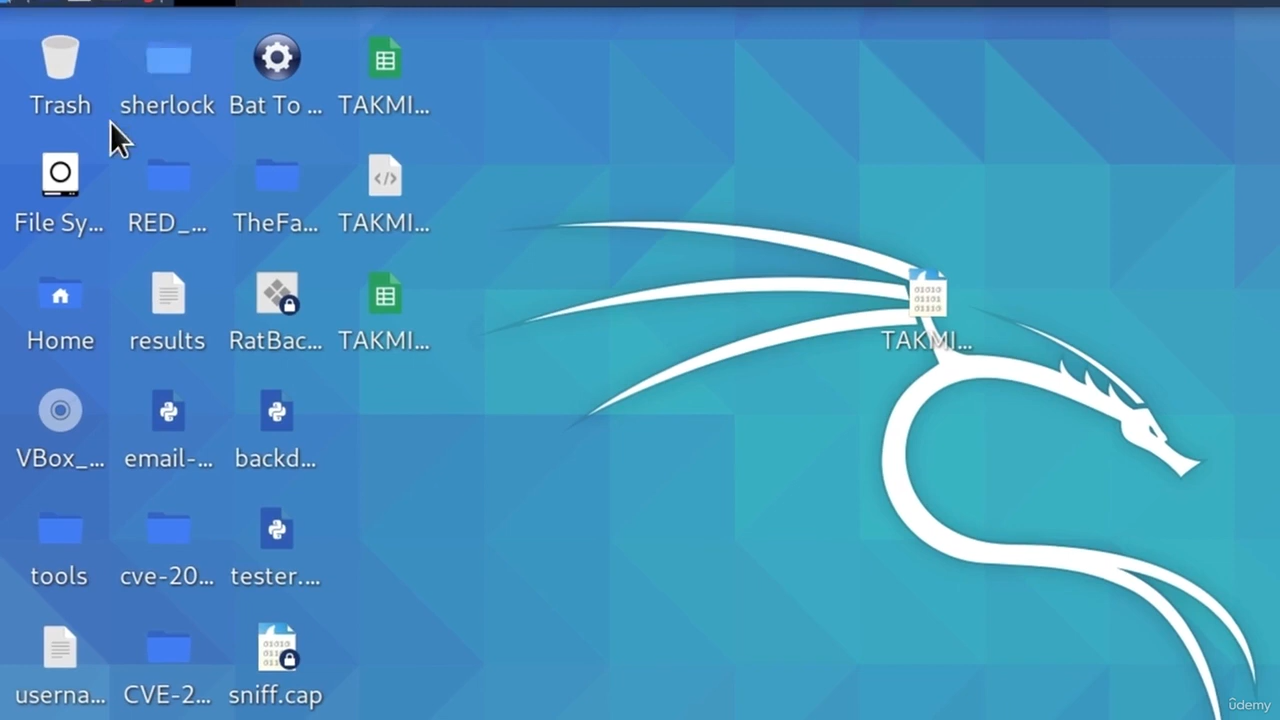 Trash sherlock Bat To ... TAKMI...
File Sy... RED_... TheFa... TAKMI...
Home results RatBac... TAKMI... TAKMI...
VBox_... email-... backd...
tools cve-20... tester....
userna... CVE-2... sniff.cap
udemy